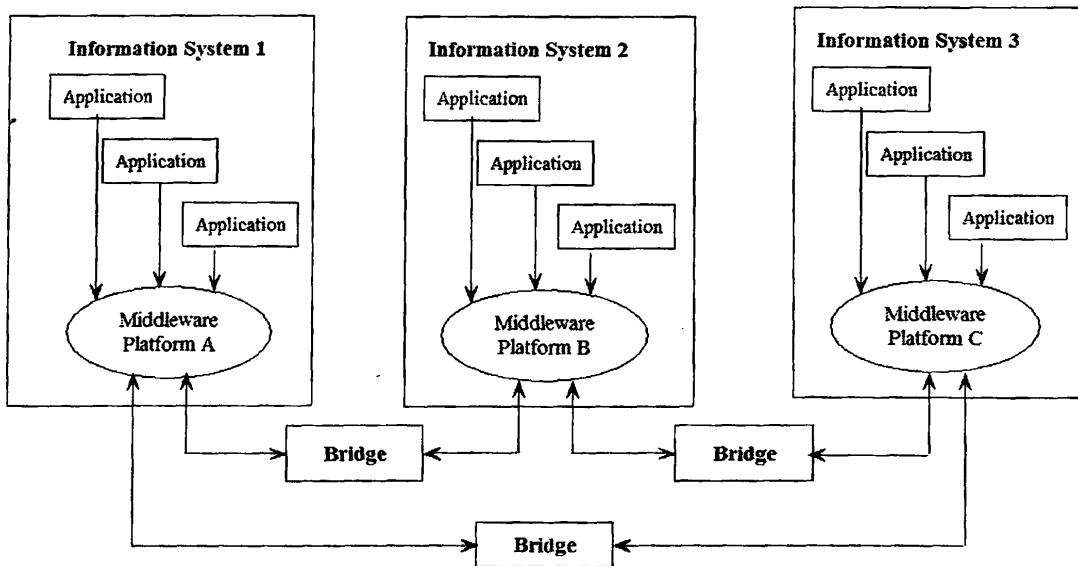 Information System 1
Application
Application
Application
Middleware
Platform A
Information System 2
Application
Application
Application
Middleware
Platform B
Information System 3
Application
Application
Application
Middleware
Platform C
Bridge
Bridge
Bridge